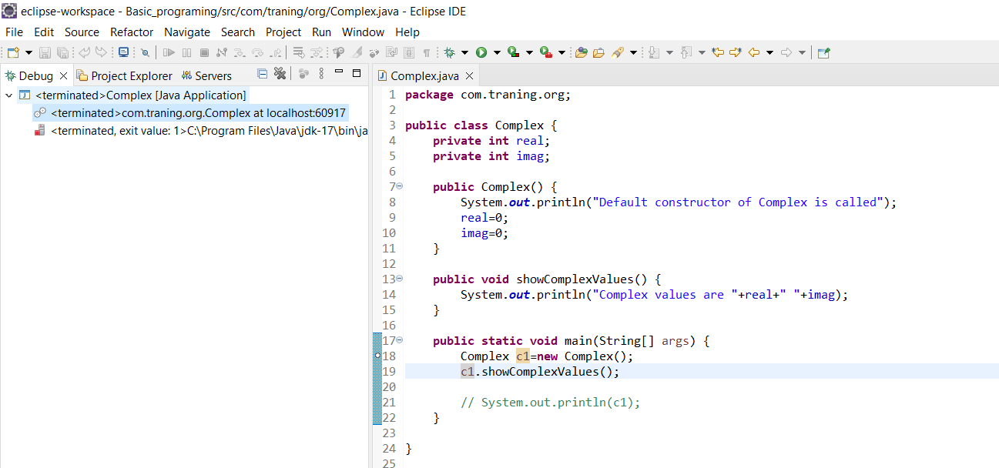 eclipse-workspace - Basic_programing/src/com/traning/org/Complex.java - Eclipse IDE
File Edit Source Refactor Navigate Search Project Run Window Help
Debug Project Explorer Servers
<terminated>Complex [Java Application]
<terminated>com.traning.org.Complex at localhost:60917
<terminated, exit value: 1>C:\Program Files\Java\jdk-17\bin\ja
Complex.java
1 package com.traning.org;
2
3 public class Complex {
4     private int real;
5     private int imag;
6
7     public Complex() {
8         System.out.println("Default constructor of Complex is called");
9         real=0;
10         imag=0;
11     }
12
13     public void showComplexValues() {
14         System.out.println("Complex values are "+real+" "+imag);
15     }
16
17     public static void main(String[] args) {
18         Complex c1=new Complex();
19         c1.showComplexValues();
20
21         // System.out.println(c1);
22     }
23
24 }
25